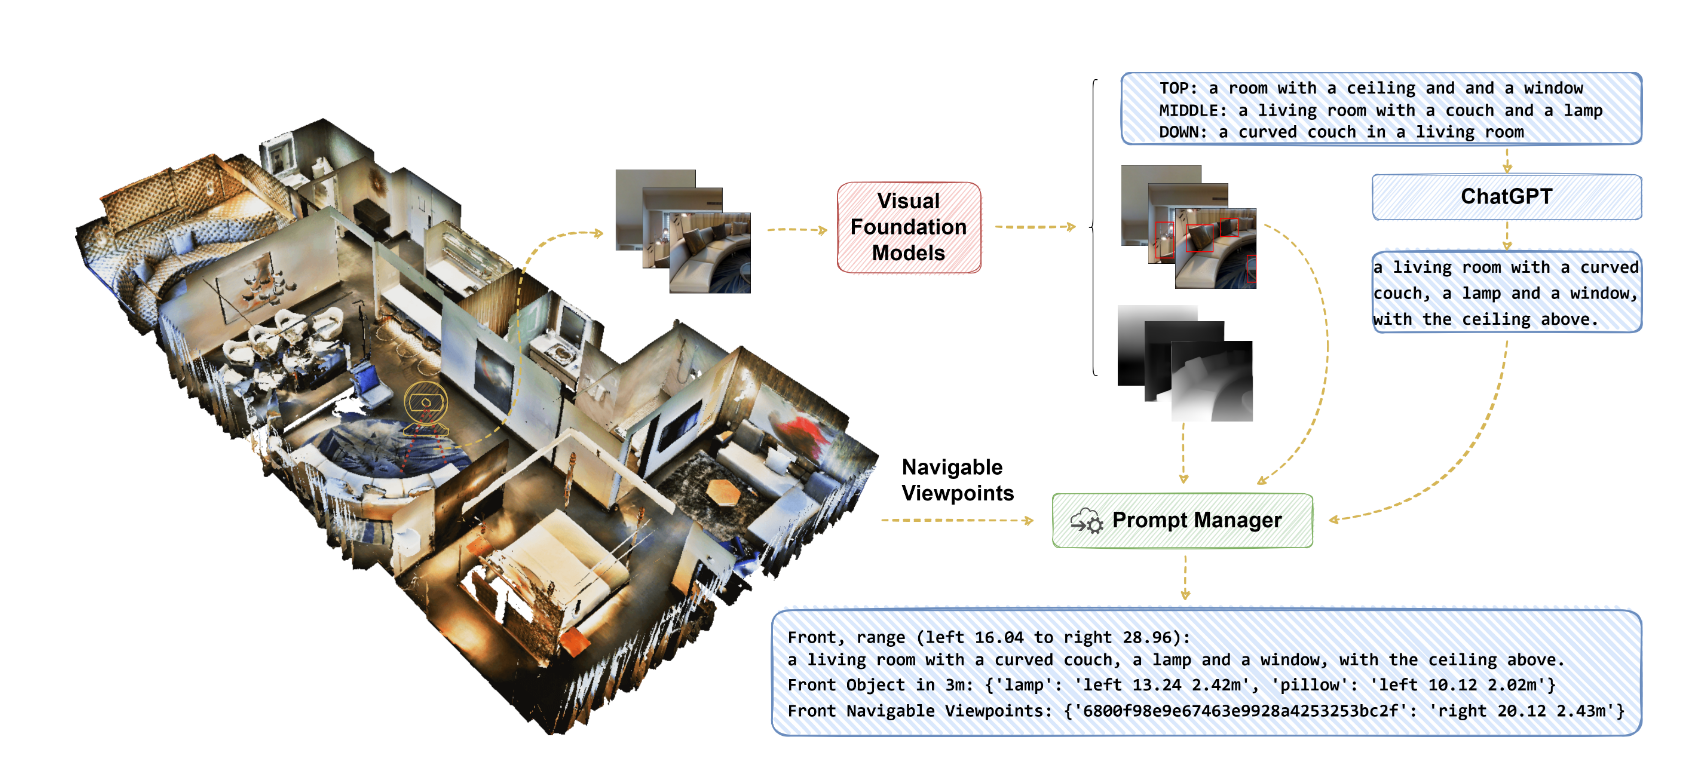 TOP: a room with a ceiling and and a window
MIDDLE: a living room with a couch and a lamp
DOWN: a curved couch in a living room
Visual
Foundation
Models
ChatGPT
a living room with a curved
couch, a lamp and a window,
with the ceiling above.
Navigable
Viewpoints
Prompt Manager
Front, range (left 16.04 to right 28.96):
a living room with a curved couch, a lamp and a window, with the ceiling above.
Front Object in 3m: {'lamp': 'left 13.24 2.42m', 'pillow': 'left 10.12 2.02m'}
Front Navigable Viewpoints: {'6800f98e9e67463e9928a4253253bc2f': 'right 20.12 2.43m'}